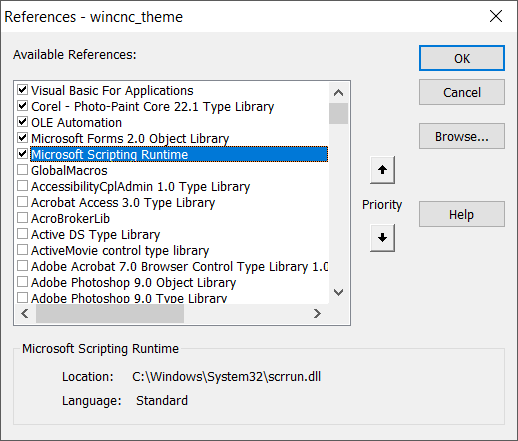 References - wincnc_theme
Available References:
Visual Basic For Applications
Corel - Photo-Paint Core 22.1 Type Library
OLE Automation
Microsoft Forms 2.0 Object Library
Microsoft Scripting Runtime
GlobalMacros
AccessibilityCplAdmin 1.0 Type Library
Acrobat Access 3.0 Type Library
AcroBrokerLib
Active DS Type Library
ActiveMovie control type library
Adobe Acrobat 7.0 Browser Control Type Library 1.0
Adobe Photoshop 9.0 Object Library
Adobe Photoshop 9.0 Type Library
OK
Cancel
Browse...
Priority
Help
Microsoft Scripting Runtime
Location: C:\Windows\System32\scrrun.dll
Language: Standard